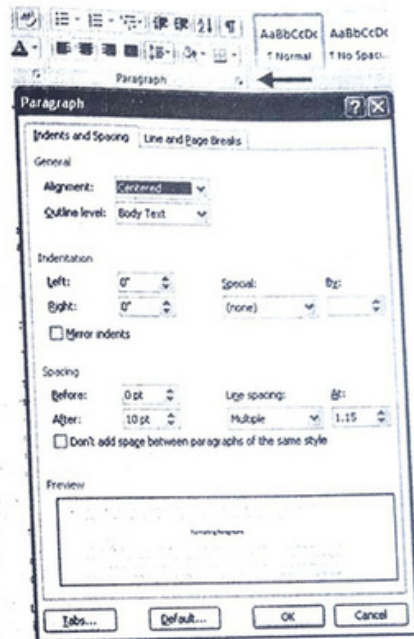 AaBbCcDc AaBbCcDc
¶ Normal ¶ No Spaci...
Paragraph
Paragraph
Indents and Spacing Line and Page Breaks
General
Alignment: Centered
Outline level: Body Text
Indentation
Left: 0" Special: By:
Right: 0" (none)
Mirror indents
Spacing
Before: 0 pt Line spacing: At:
After: 10 pt Multiple 1.15
Don't add space between paragraphs of the same style
Preview
Formatting Paragraphs
Tabs... Default... OK Cancel